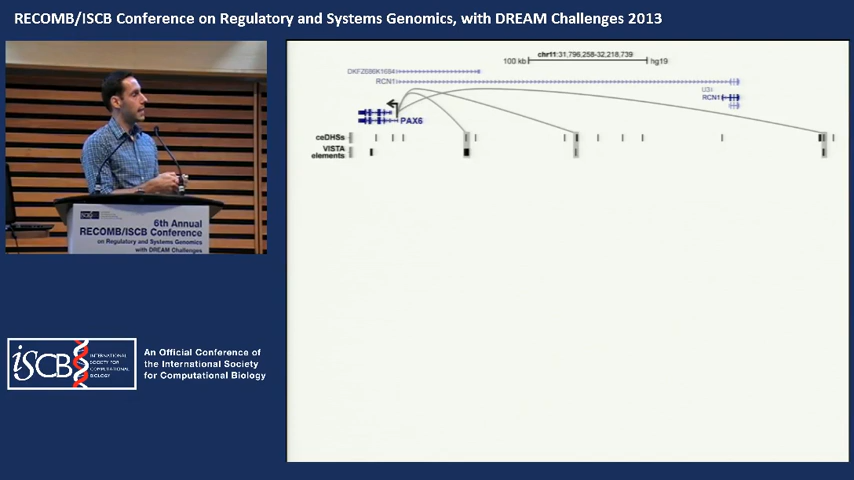 RECOMB/ISCB Conference on Regulatory and Systems Genomics, with DREAM Challenges 2013
chr11:31,796,258-32,218,739
100 kb
hg19
DKFZ686K1684
RCN1
RCN1
PAX6
ceDHSs
VISTA
elements
6th Annual
RECOMB/ISCB Conference
on Regulatory and Systems Genomics
with DREAM Challenges
iSCB
INTERNATIONAL
SOCIETY FOR
COMPUTATIONAL
BIOLOGY
An Official Conference of
the International Society
for Computational Biology